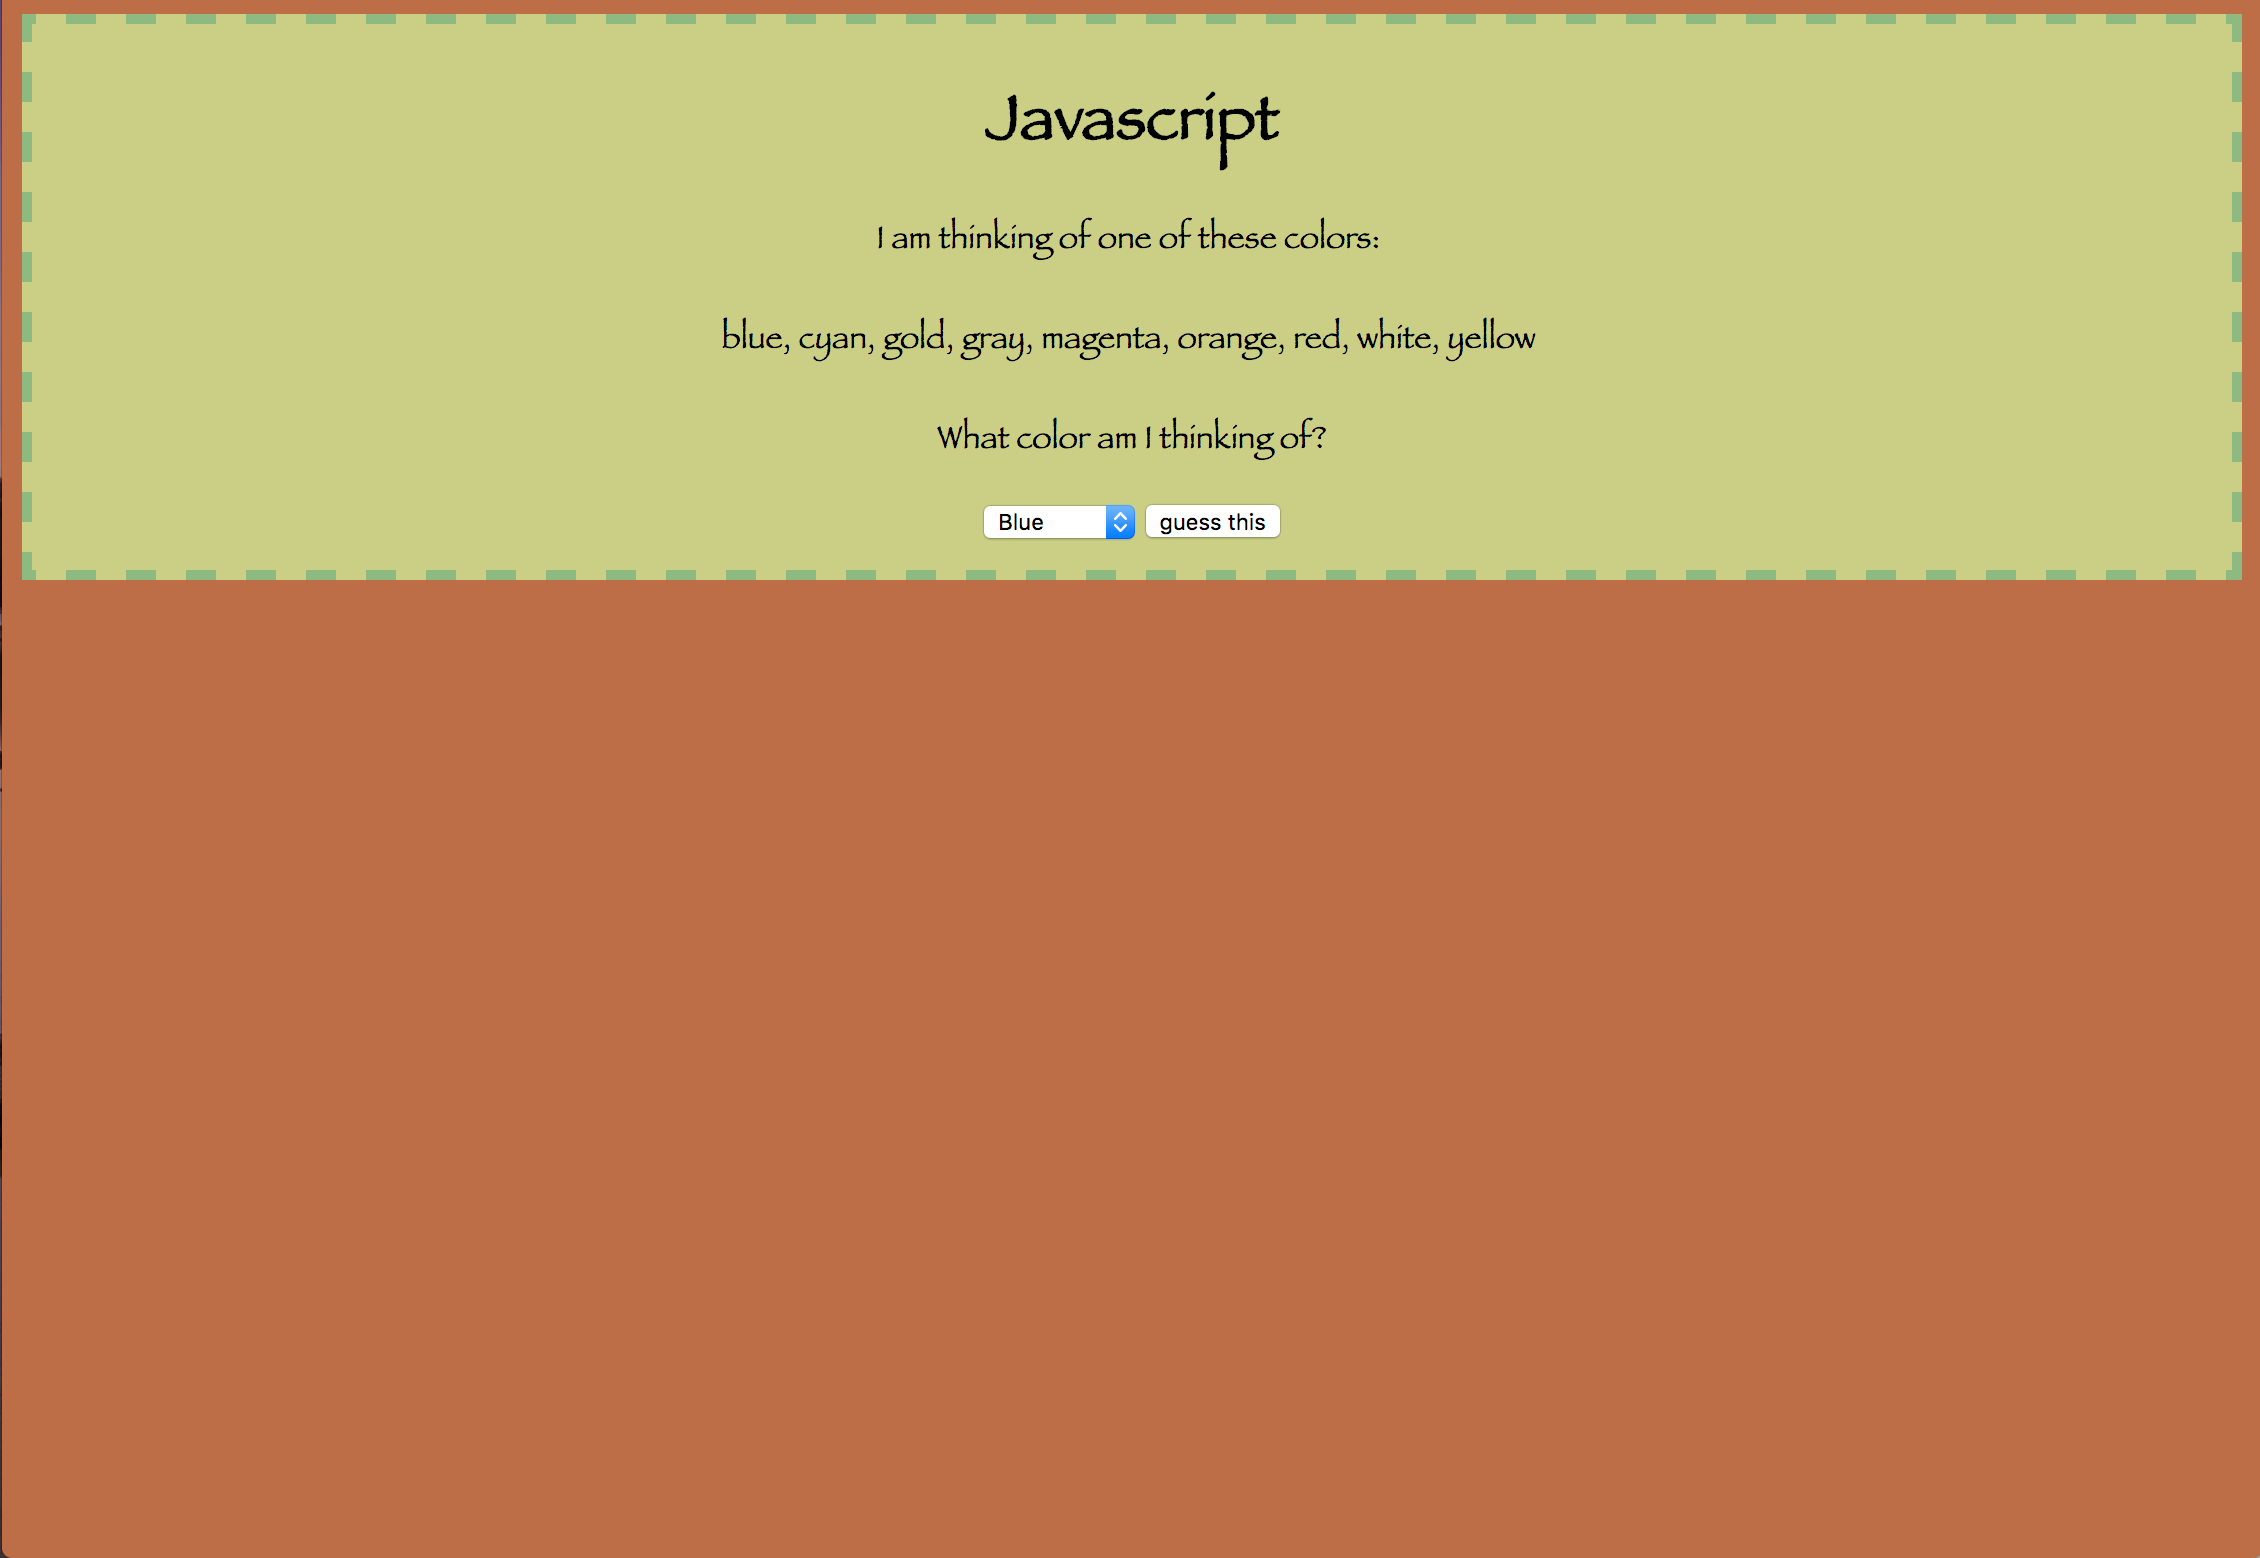 Javascript
I am thinking of one of these colors:
blue, cyan, gold, gray, magenta, orange, red, white, yellow
What color am I thinking of?
Blue guess this